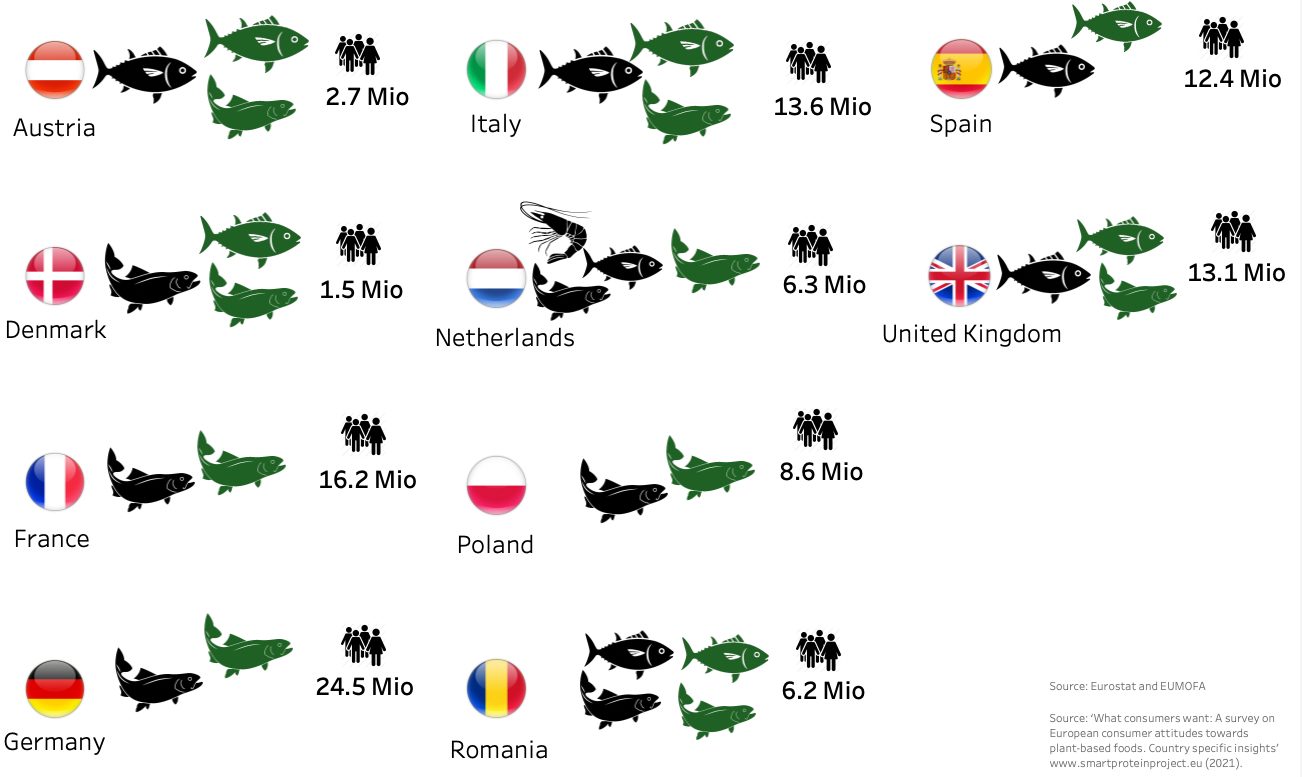 2.7 Mio
Austria
13.6 Mio
Italy
12.4 Mio
Spain
1.5 Mio
Denmark
6.3 Mio
Netherlands
13.1 Mio
United Kingdom
16.2 Mio
France
8.6 Mio
Poland
24.5 Mio
Germany
6.2 Mio
Romania
Source: Eurostat and EUMOFA
Source: ‘What consumers want: A survey on
European consumer attitudes towards
plant-based foods. Country specific insights’
www.smartproteinproject.eu (2021).